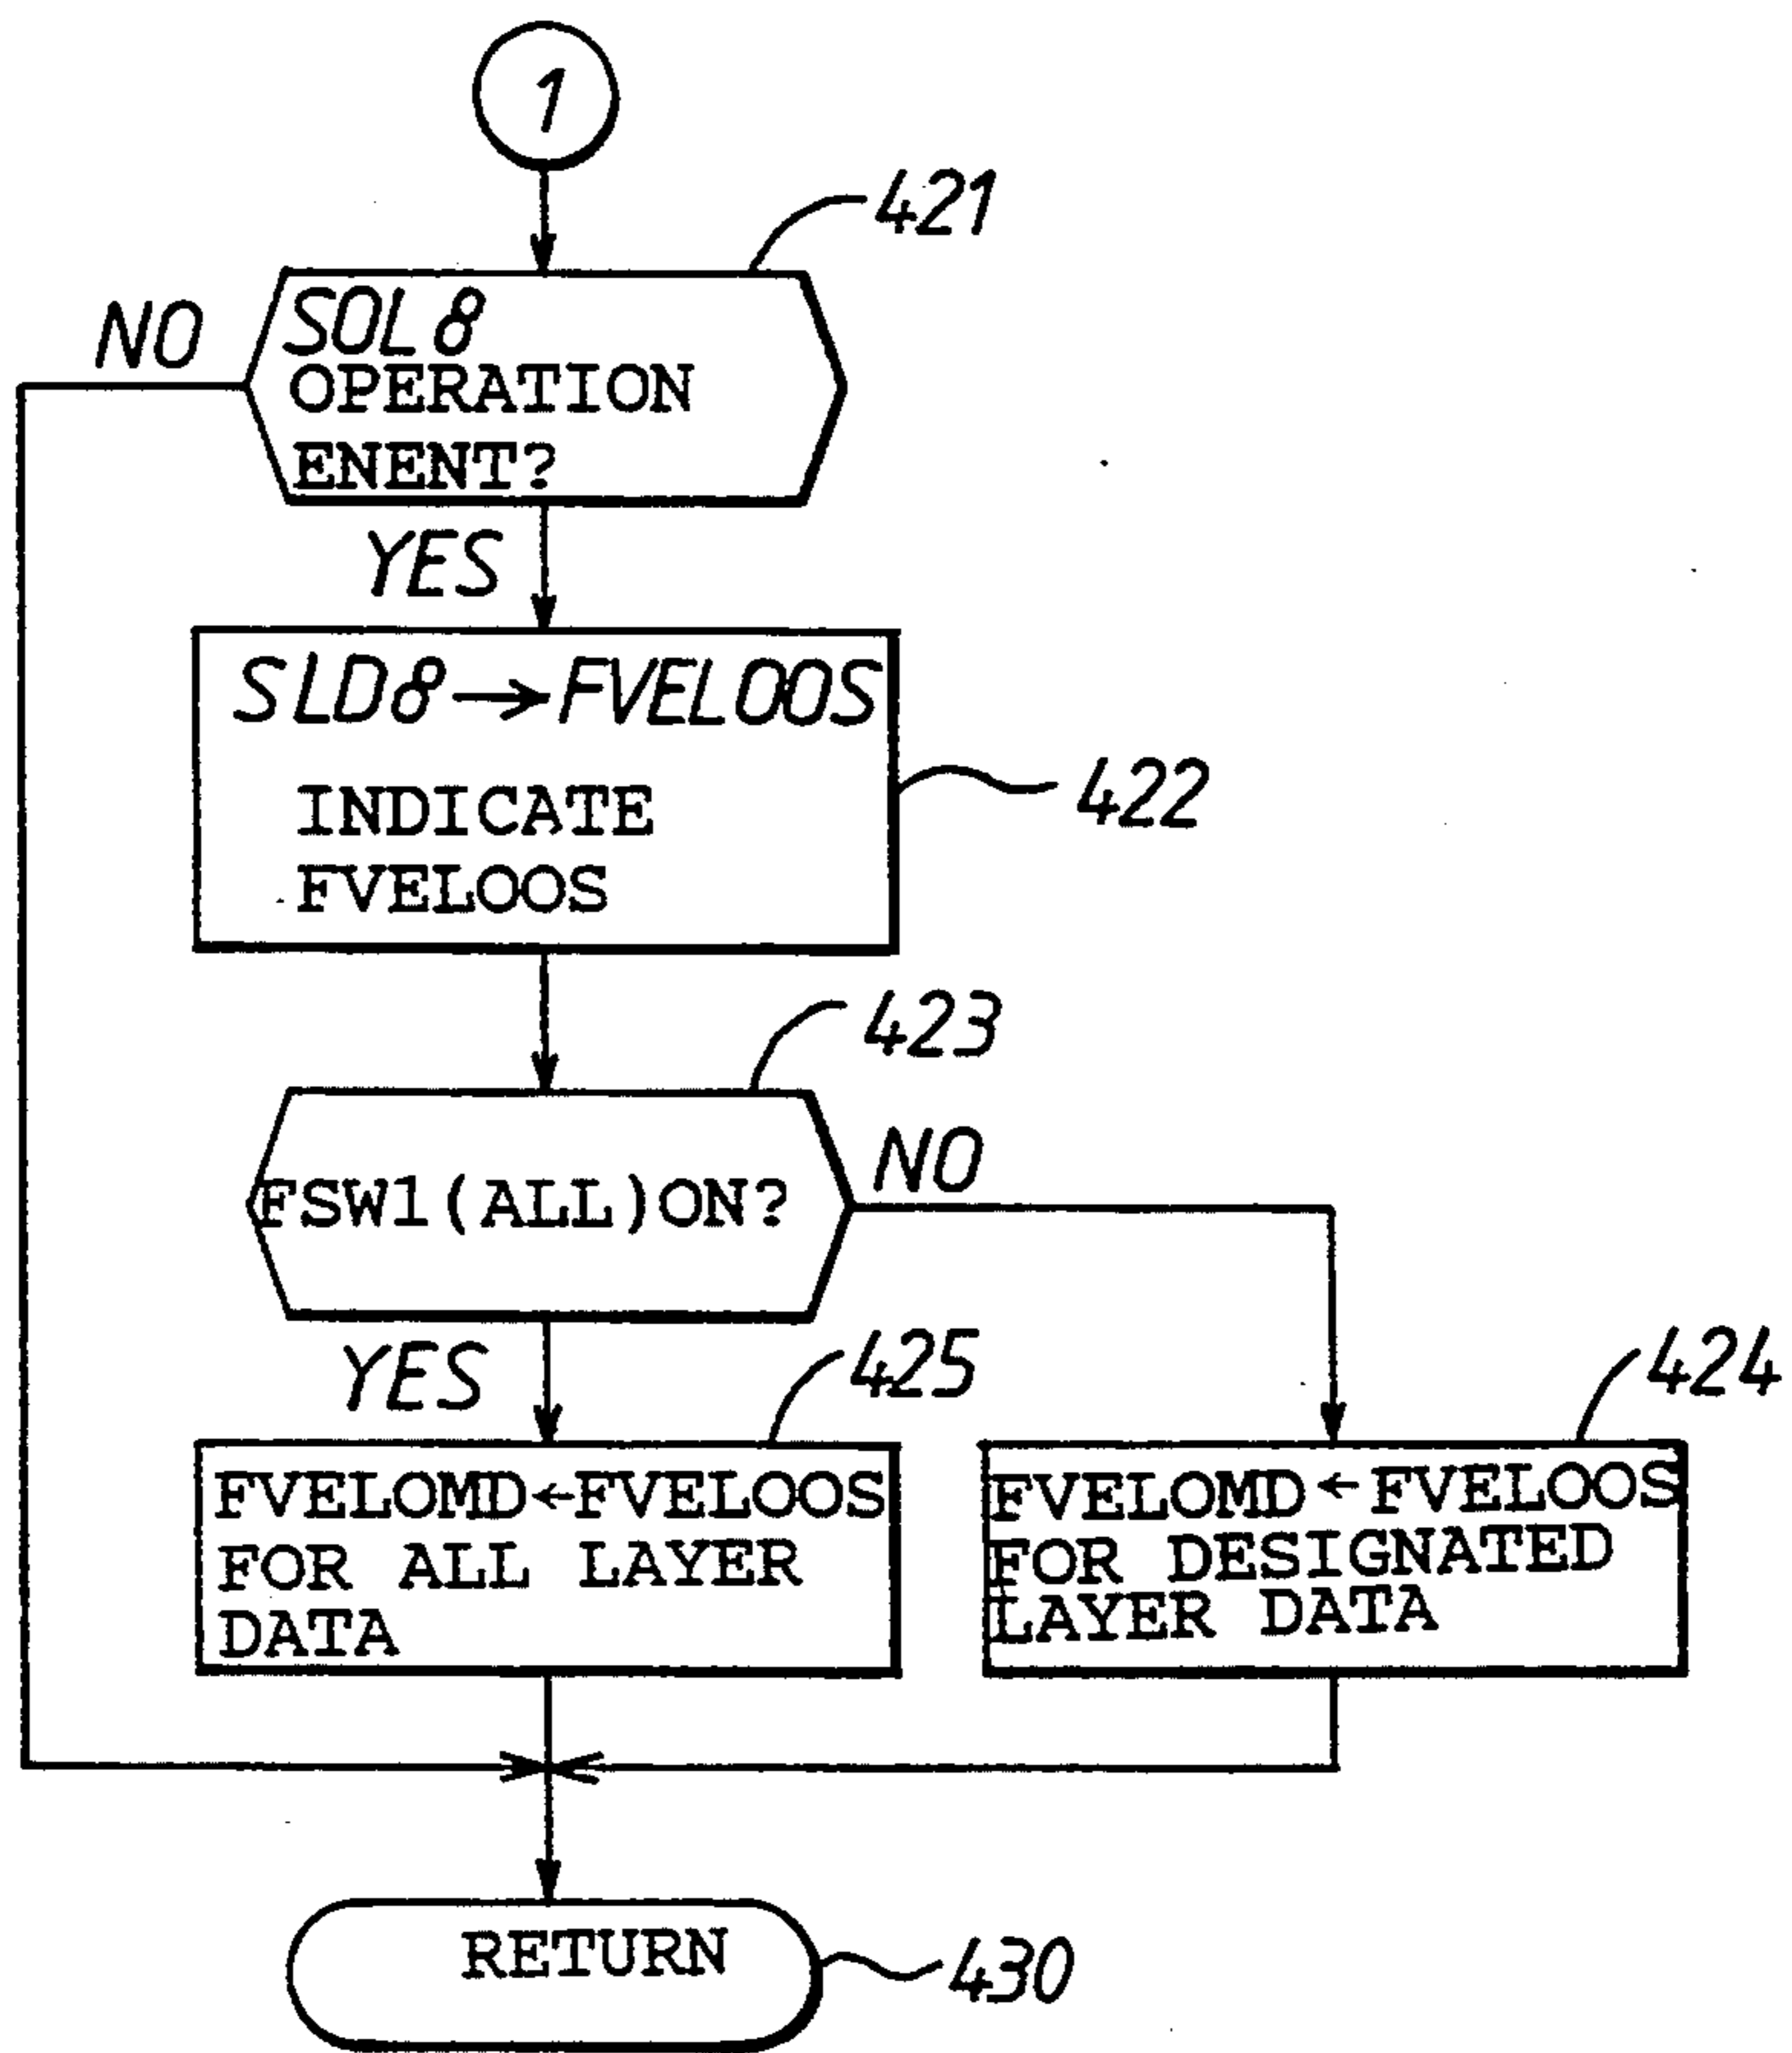 1
421
NO
SOL8
OPERATION
ENENT?
YES
SLD8→FVELOOS
INDICATE
FVELOOS
422
423
FSW1(ALL)ON?
NO
YES
425
424
FVELOMD←FVELOOS
FOR ALL LAYER
DATA
FVELOMD←FVELOOS
FOR DESIGNATED
LAYER DATA
RETURN
430